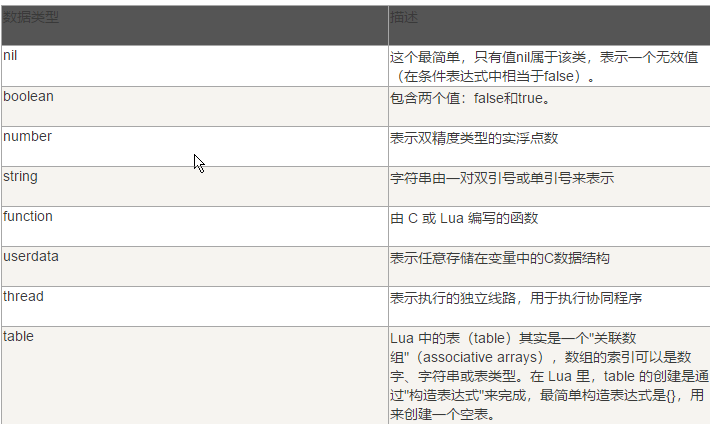 数据类型 描述
nil 这个最简单，只有值nil属于该类，表示一个无效值
（在条件表达式中相当于false）。
boolean 包含两个值：false和true。
number 表示双精度类型的实浮点数
string 字符串由一对双引号或单引号来表示
function 由 C 或 Lua 编写的函数
userdata 表示任意存储在变量中的C数据结构
thread 表示执行的独立线路，用于执行协同程序
table Lua 中的表（table）其实是一个"关联数
组"（associative arrays），数组的索引可以是数
字、字符串或表类型。在 Lua 里，table 的创建是通
过"构造表达式"来完成，最简单构造表达式是{}，用
来创建一个空表。